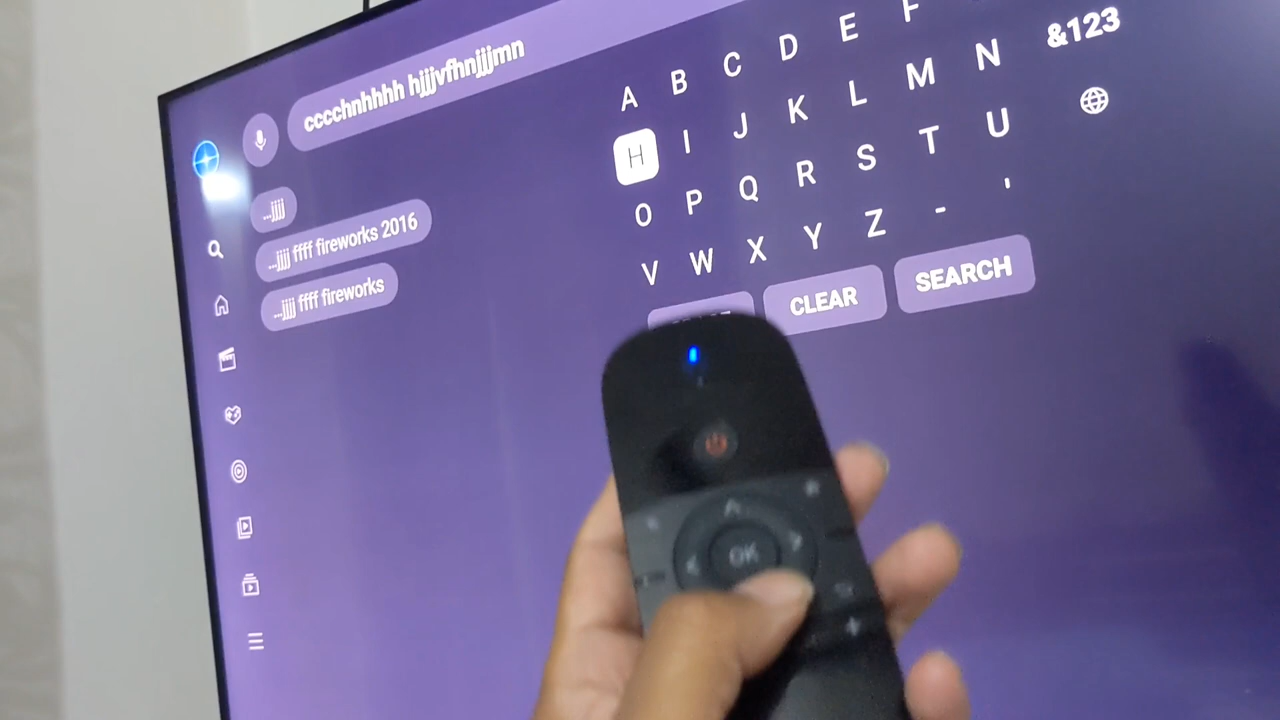 cccchnhhhh hjjjvfhnjjjmn
A B C D E F
&123
H I J K L M N
O P Q R S T U
V W X Y Z - '
...jjjj
...jjjj ffff fireworks 2016
...jjjj ffff fireworks
CLEAR SEARCH
OK